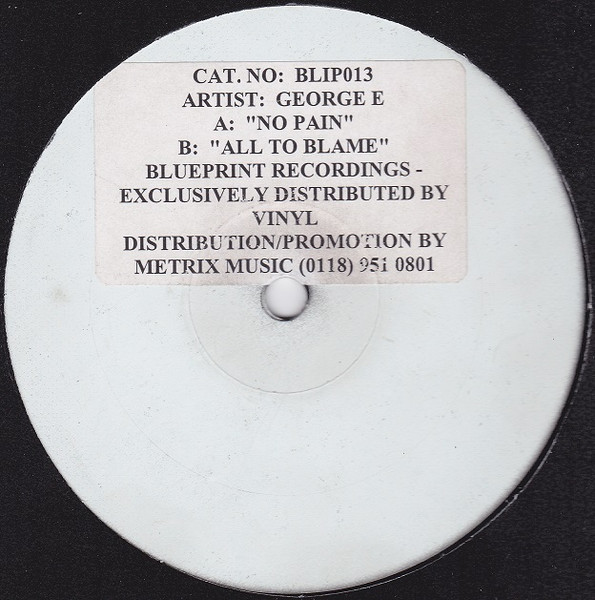 CAT. NO: BLIP013
ARTIST: GEORGE E
A: "NO PAIN"
B: "ALL TO BLAME"
BLUEPRINT RECORDINGS -
EXCLUSIVELY DISTRIBUTED BY
VINYL
DISTRIBUTION/PROMOTION BY
METRIX MUSIC (0118) 951 0801